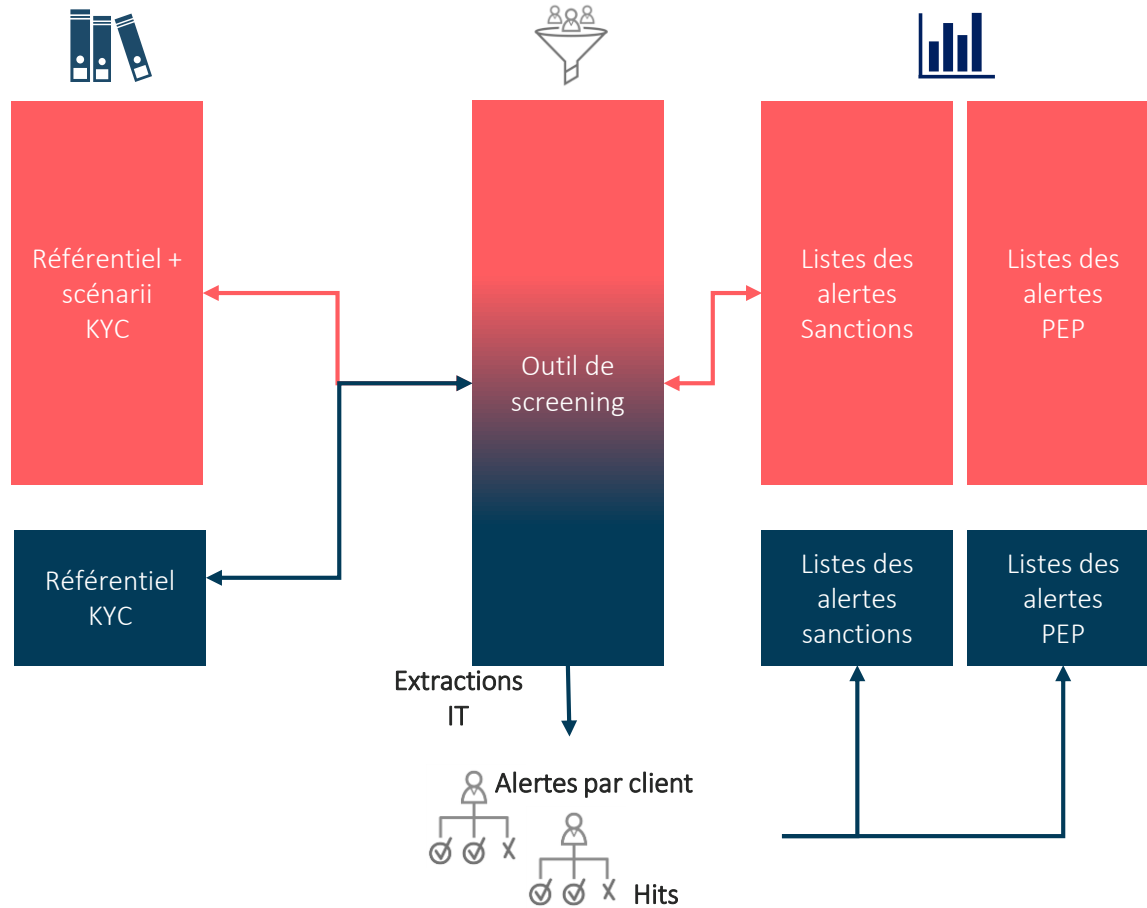 Référentiel +
scénarii
KYC
Outil de
screening
Listes des
alertes
Sanctions
Listes des
alertes
PEP
Référentiel
KYC
Listes des
alertes
sanctions
Listes des
alertes
PEP
Extractions
IT
Alertes par client
Hits